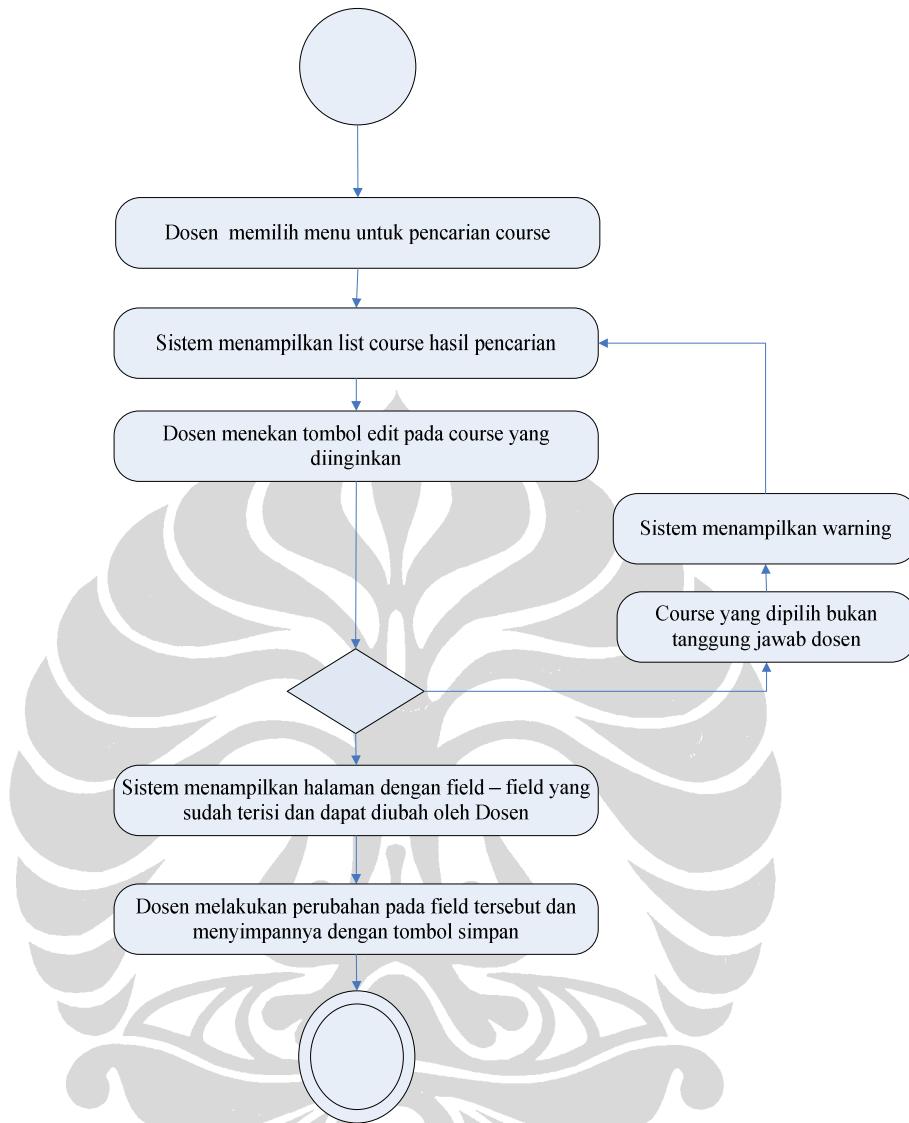 Dosen memilih menu untuk pencarian course
Sistem menampilkan list course hasil pencarian
Dosen menekan tombol edit pada course yang
diinginkan
Sistem menampilkan warning
Course yang dipilih bukan
tanggung jawab dosen
Sistem menampilkan halaman dengan field – field yang
sudah terisi dan dapat diubah oleh Dosen
Dosen melakukan perubahan pada field tersebut dan
menyimpannya dengan tombol simpan